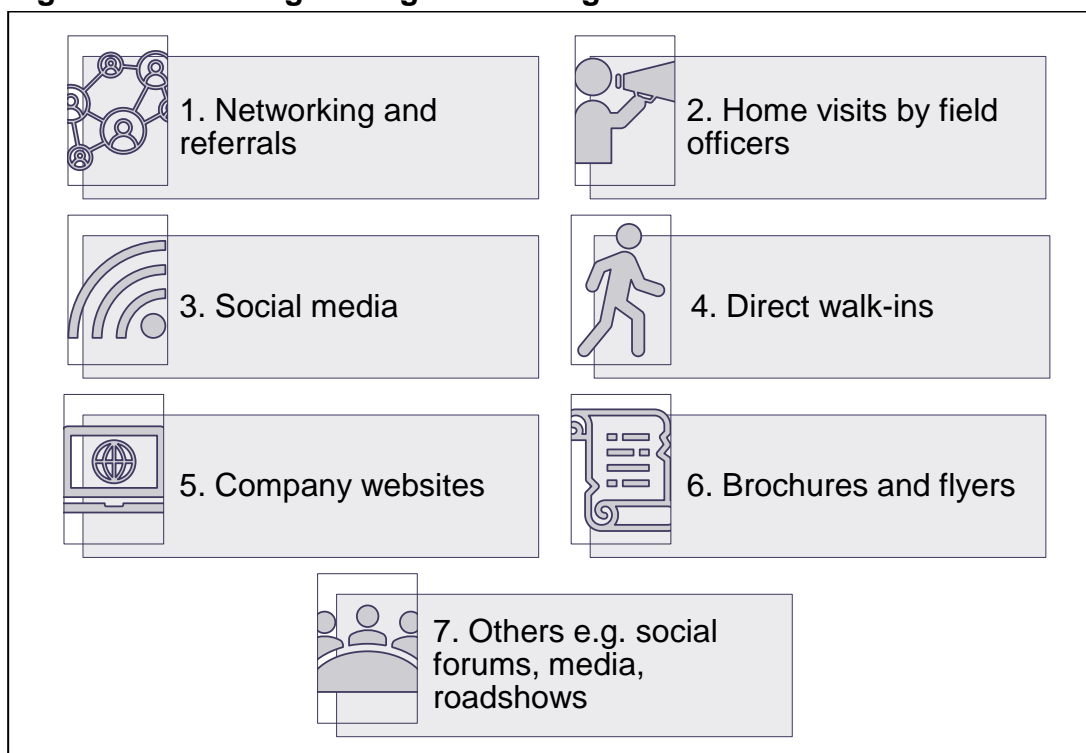 1. Networking and
referrals
2. Home visits by field
officers
3. Social media
4. Direct walk-ins
5. Company websites
6. Brochures and flyers
7. Others e.g. social
forums, media,
roadshows